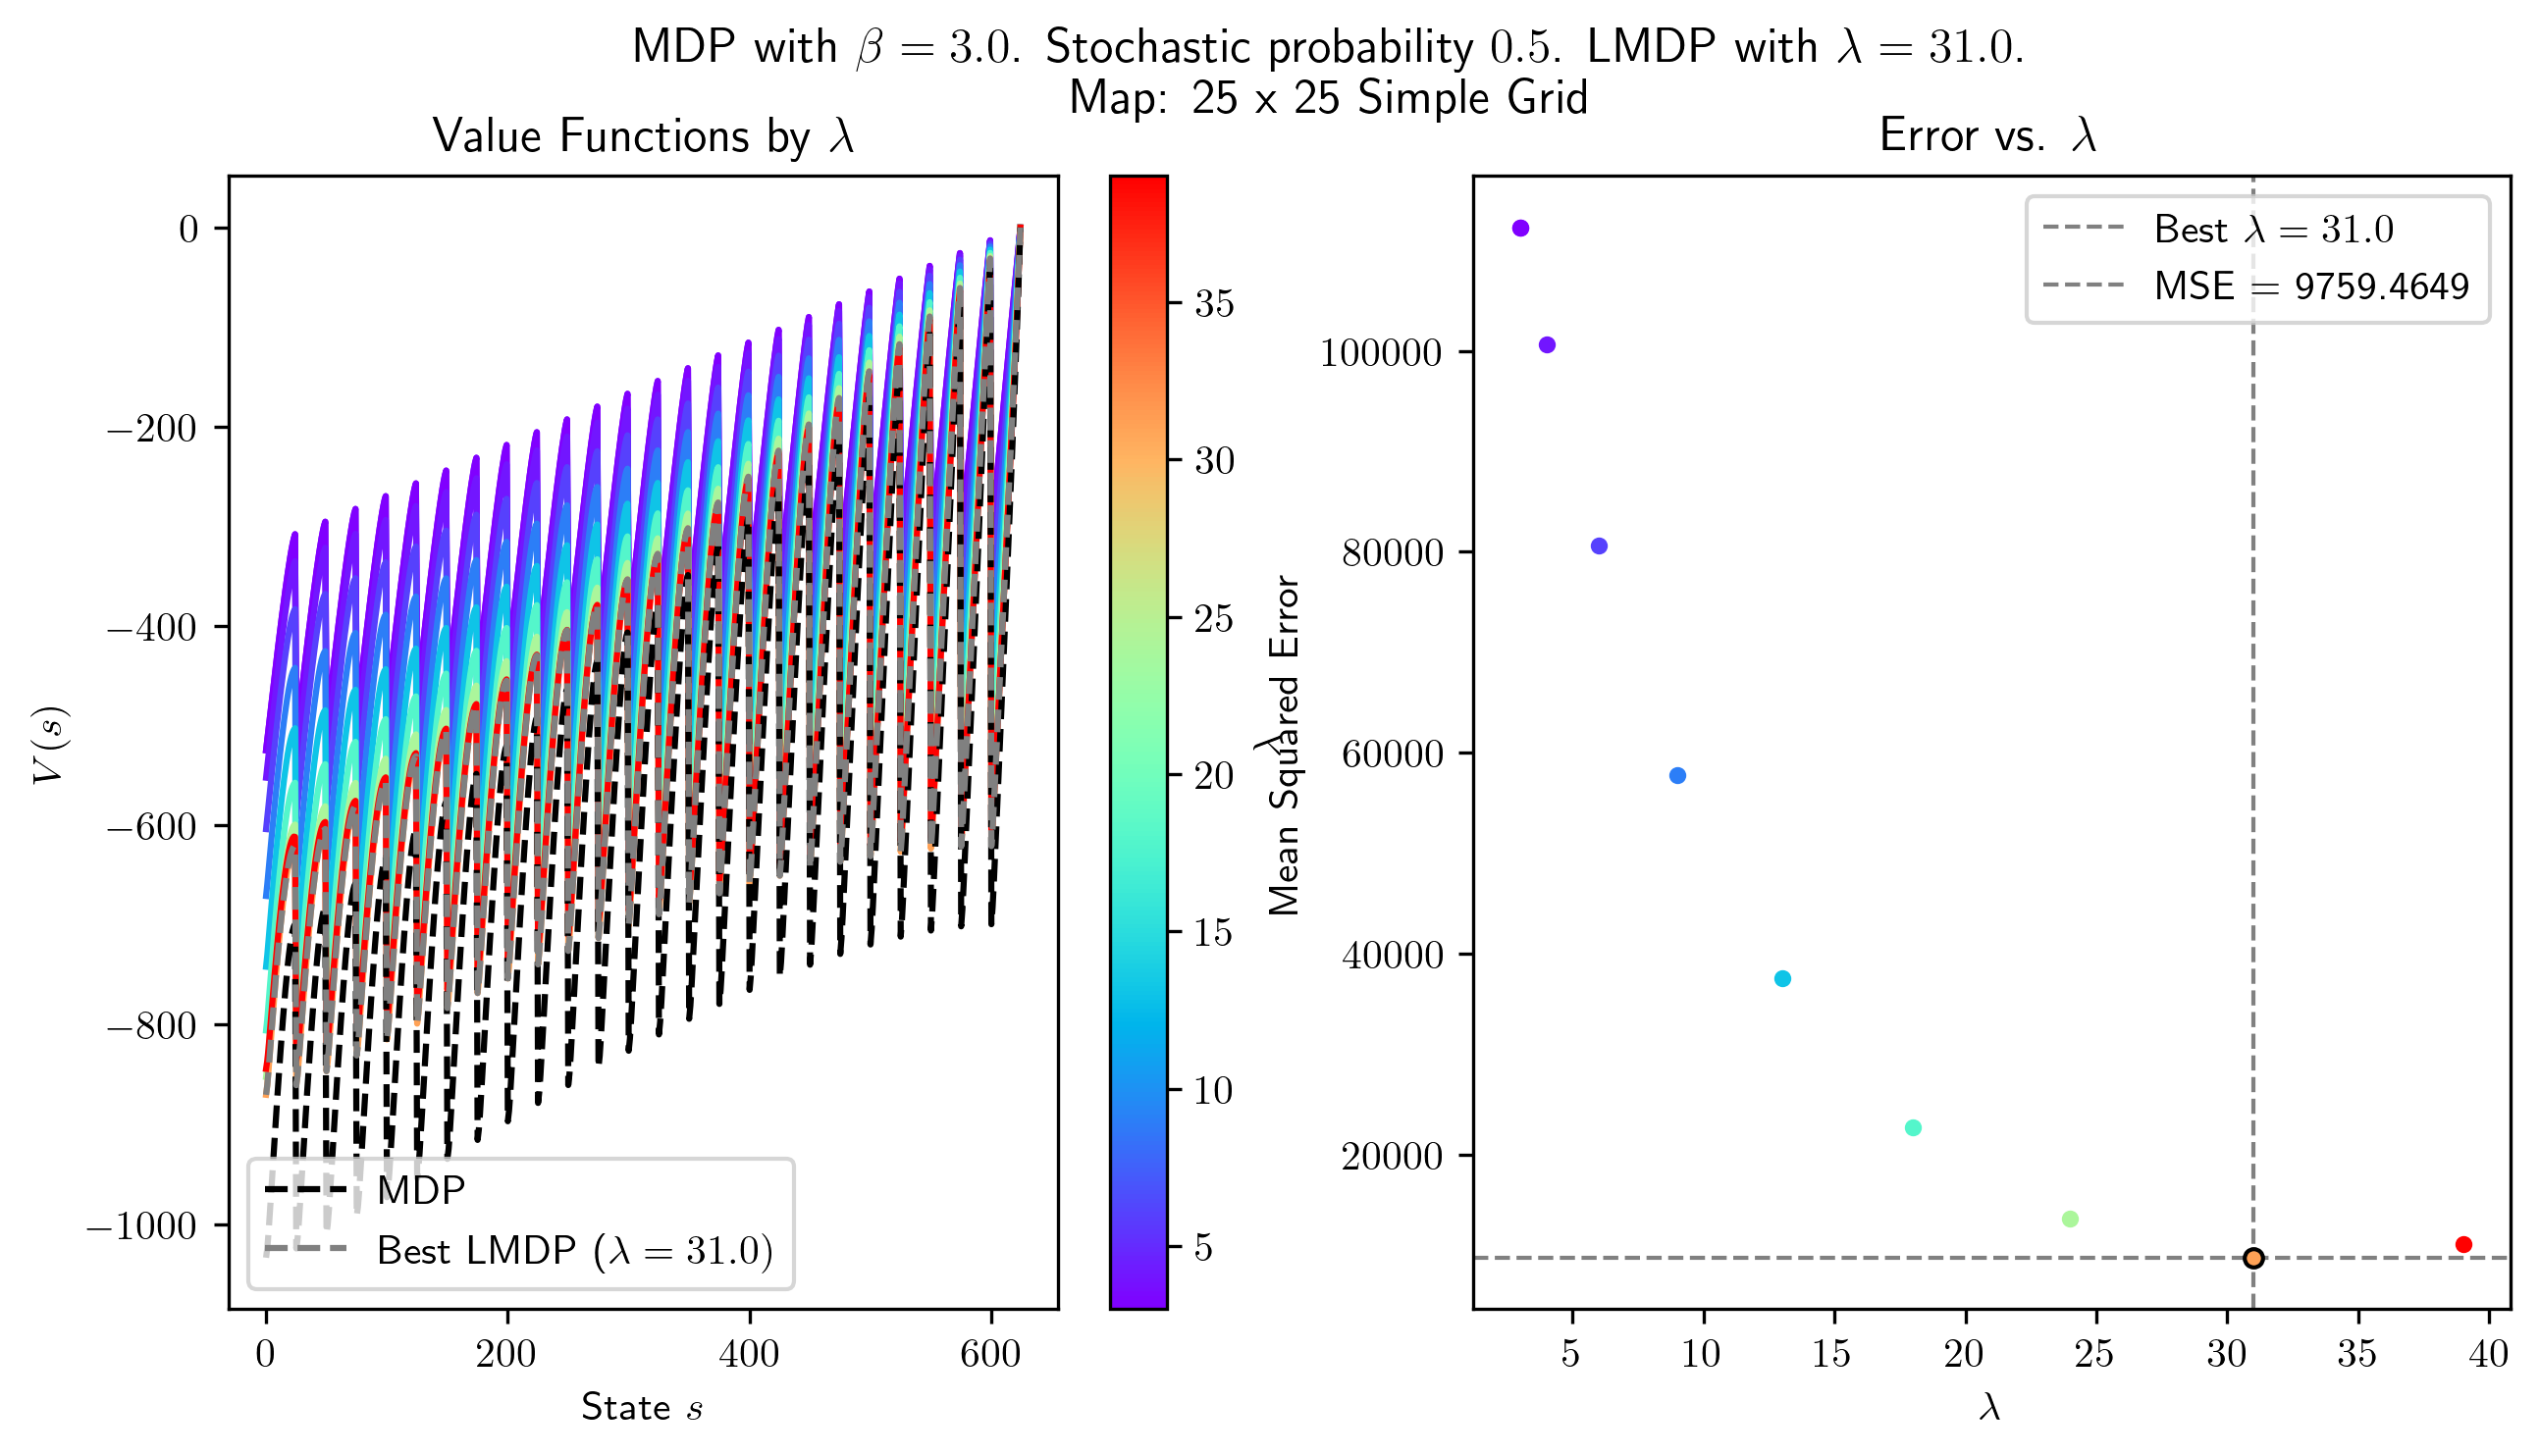 MDP with β = 3.0. Stochastic probability 0.5. LMDP with λ = 31.0.
Map: 25 x 25 Simple Grid
Value Functions by λ
0
−200
−400
−600
−800
−1000
V(s)
0
200
400
600
State s
MDP
Best LMDP (λ = 31.0)
35
30
25
20
15
10
5
λ
Error vs. λ
Mean Squared Error
100000
80000
60000
40000
20000
5
10
15
20
25
30
35
40
λ
Best λ = 31.0
MSE = 9759.4649